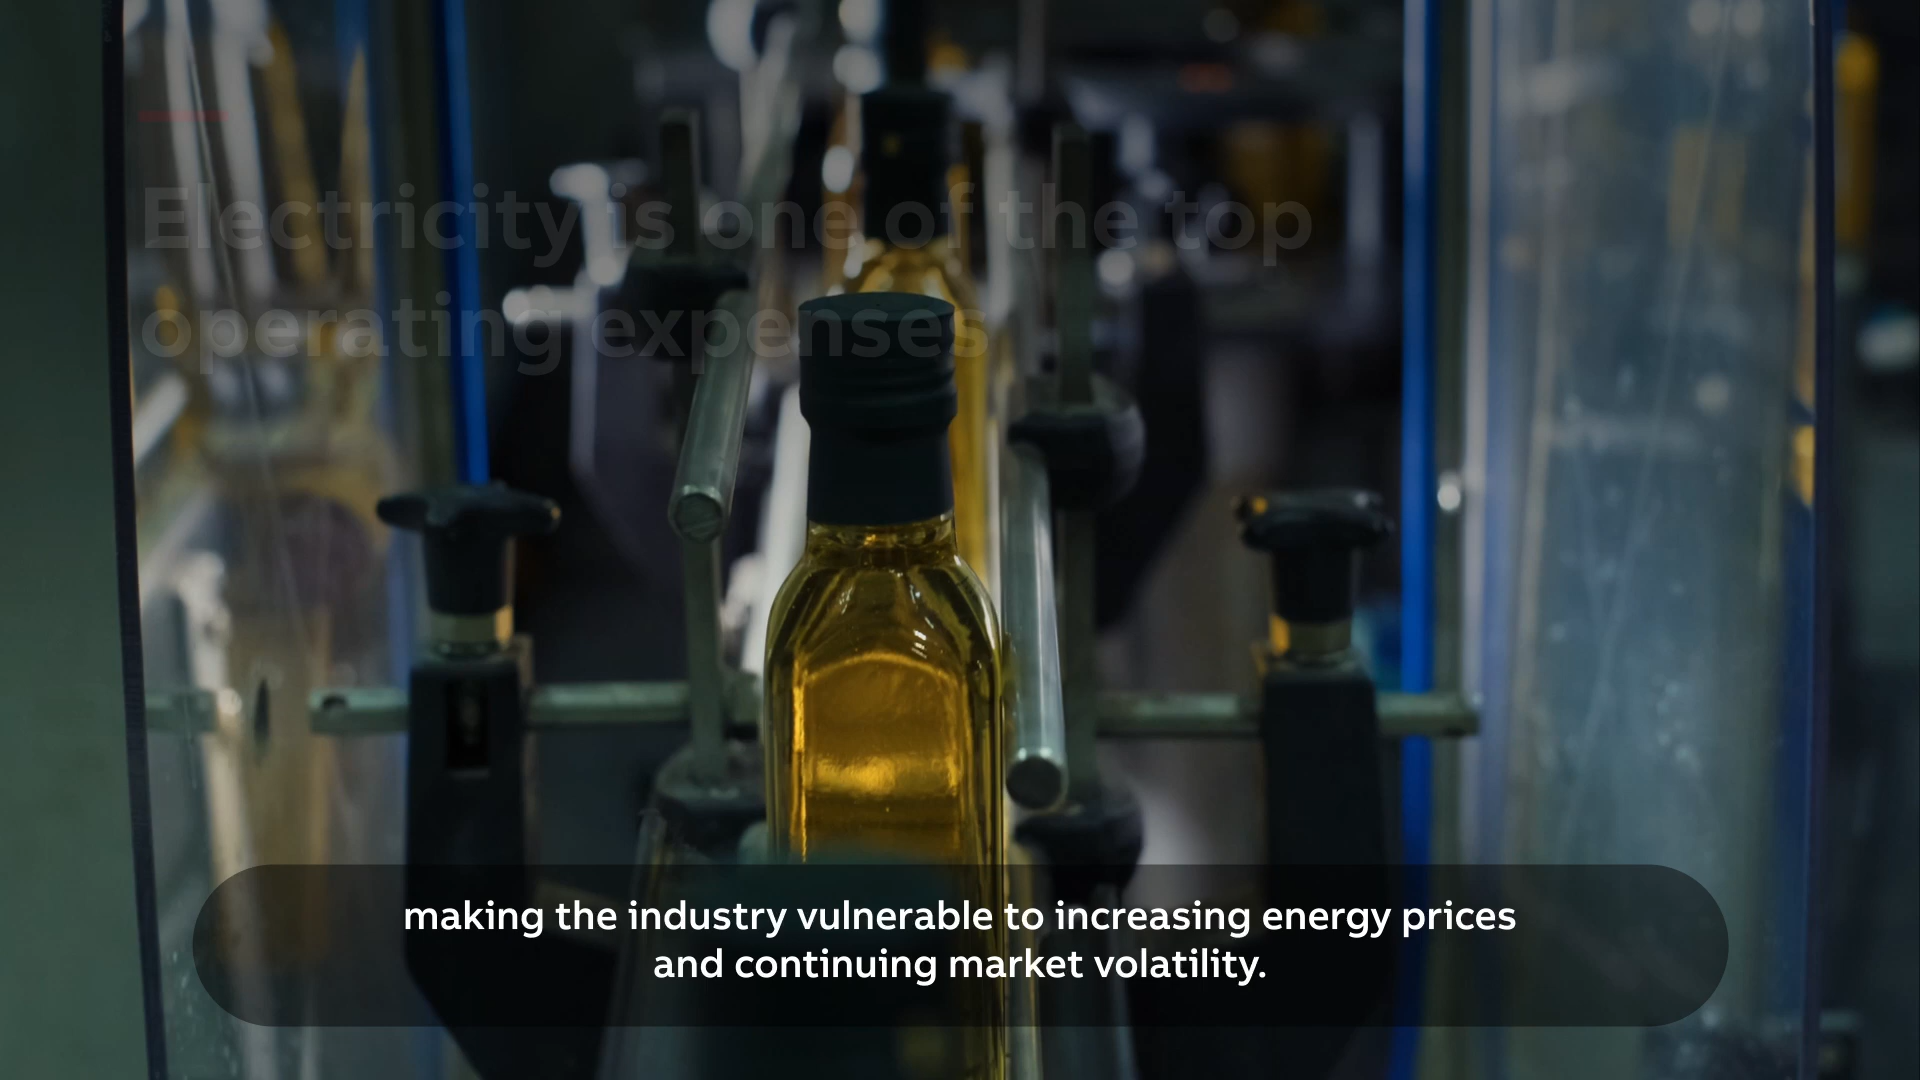 Electricity is one of the top
operating expenses
making the industry vulnerable to increasing energy prices
and continuing market volatility.